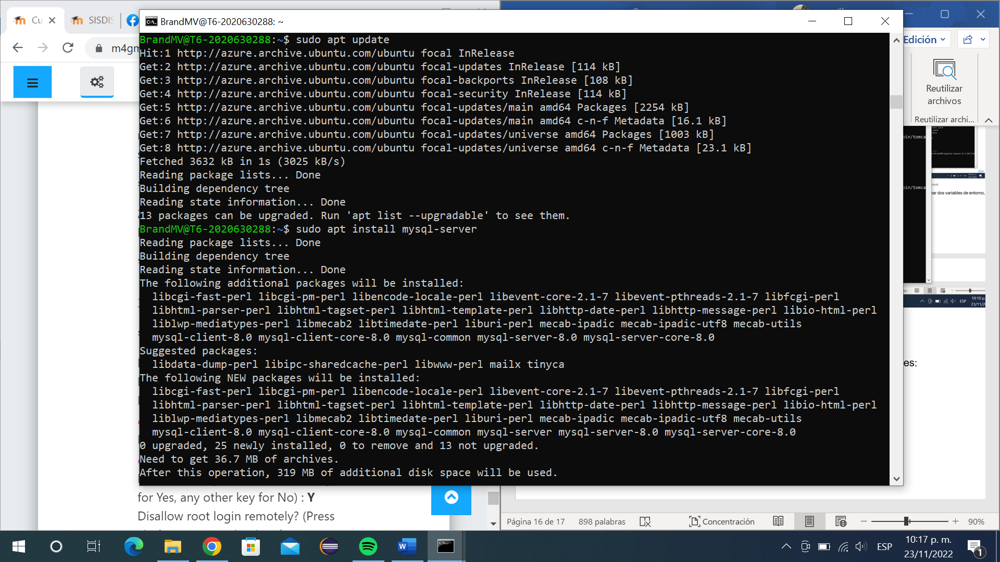 Cu
SISDIS
BrandMV@T6-2020630288: ~
m4gm
BrandMV@T6-2020630288:~$ sudo apt update
Hit:1 http://azure.archive.ubuntu.com/ubuntu focal InRelease
Get:2 http://azure.archive.ubuntu.com/ubuntu focal-updates InRelease [114 kB]
Get:3 http://azure.archive.ubuntu.com/ubuntu focal-backports InRelease [108 kB]
Get:4 http://azure.archive.ubuntu.com/ubuntu focal-security InRelease [114 kB]
Get:5 http://azure.archive.ubuntu.com/ubuntu focal-updates/main amd64 Packages [2254 kB]
Get:6 http://azure.archive.ubuntu.com/ubuntu focal-updates/main amd64 c-n-f Metadata [16.1 kB]
Get:7 http://azure.archive.ubuntu.com/ubuntu focal-updates/universe amd64 Packages [1003 kB]
Get:8 http://azure.archive.ubuntu.com/ubuntu focal-updates/universe amd64 c-n-f Metadata [23.1 kB]
Fetched 3632 kB in 1s (3025 kB/s)
Reading package lists... Done
Building dependency tree
Reading state information... Done
13 packages can be upgraded. Run 'apt list --upgradable' to see them.
BrandMV@T6-2020630288:~$ sudo apt install mysql-server
Reading package lists... Done
Building dependency tree
Reading state information... Done
The following additional packages will be installed:
libcgi-fast-perl libcgi-pm-perl libencode-locale-perl libevent-core-2.1-7 libevent-pthreads-2.1-7 libfcgi-perl
libhtml-parser-perl libhtml-tagset-perl libhtml-template-perl libhttp-date-perl libhttp-message-perl libio-html-perl
liblwp-mediatypes-perl libmecab2 libtimedate-perl liburi-perl mecab-ipadic mecab-ipadic-utf8 mecab-utils
mysql-client-8.0 mysql-client-core-8.0 mysql-common mysql-server-8.0 mysql-server-core-8.0
Suggested packages:
libdata-dump-perl libipc-sharedcache-perl libwww-perl mailx tinyca
The following NEW packages will be installed:
libcgi-fast-perl libcgi-pm-perl libencode-locale-perl libevent-core-2.1-7 libevent-pthreads-2.1-7 libfcgi-perl
libhtml-parser-perl libhtml-tagset-perl libhtml-template-perl libhttp-date-perl libhttp-message-perl libio-html-perl
liblwp-mediatypes-perl libmecab2 libtimedate-perl liburi-perl mecab-ipadic mecab-ipadic-utf8 mecab-utils
mysql-client-8.0 mysql-client-core-8.0 mysql-common mysql-server mysql-server-8.0 mysql-server-core-8.0
0 upgraded, 25 newly installed, 0 to remove and 13 not upgraded.
Need to get 36.7 MB of archives.
After this operation, 319 MB of additional disk space will be used.
for Yes, any other key for No) : Y
Disallow root login remotely? (Press
Edición
Reutilizar
archivos
Reutilizar archi...
bin/tomca
ar dos variables de entorno,
bin/tomca
ESP
10:10 p.
23/11/2
es:
Página 16 de 17
898 palabras
Concentración
90%
ESP
10:17 p. m.
23/11/2022
1